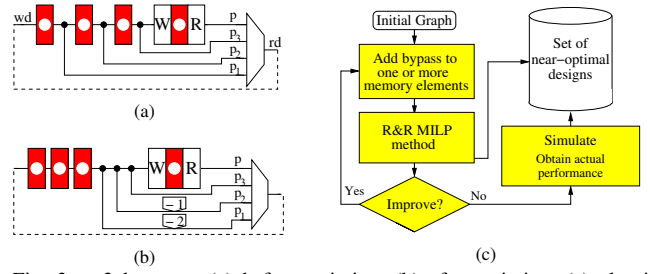 wd
W R
p
p3
p2
p1
rd
(a)
W R
p
p3
- 1
p2
- 2
p1
(b)
Initial Graph
Add bypass to
one or more
memory elements
R&R MILP
method
Improve?
Yes
No
Set of
near-optimal
designs
Simulate
Obtain actual
performance
(c)